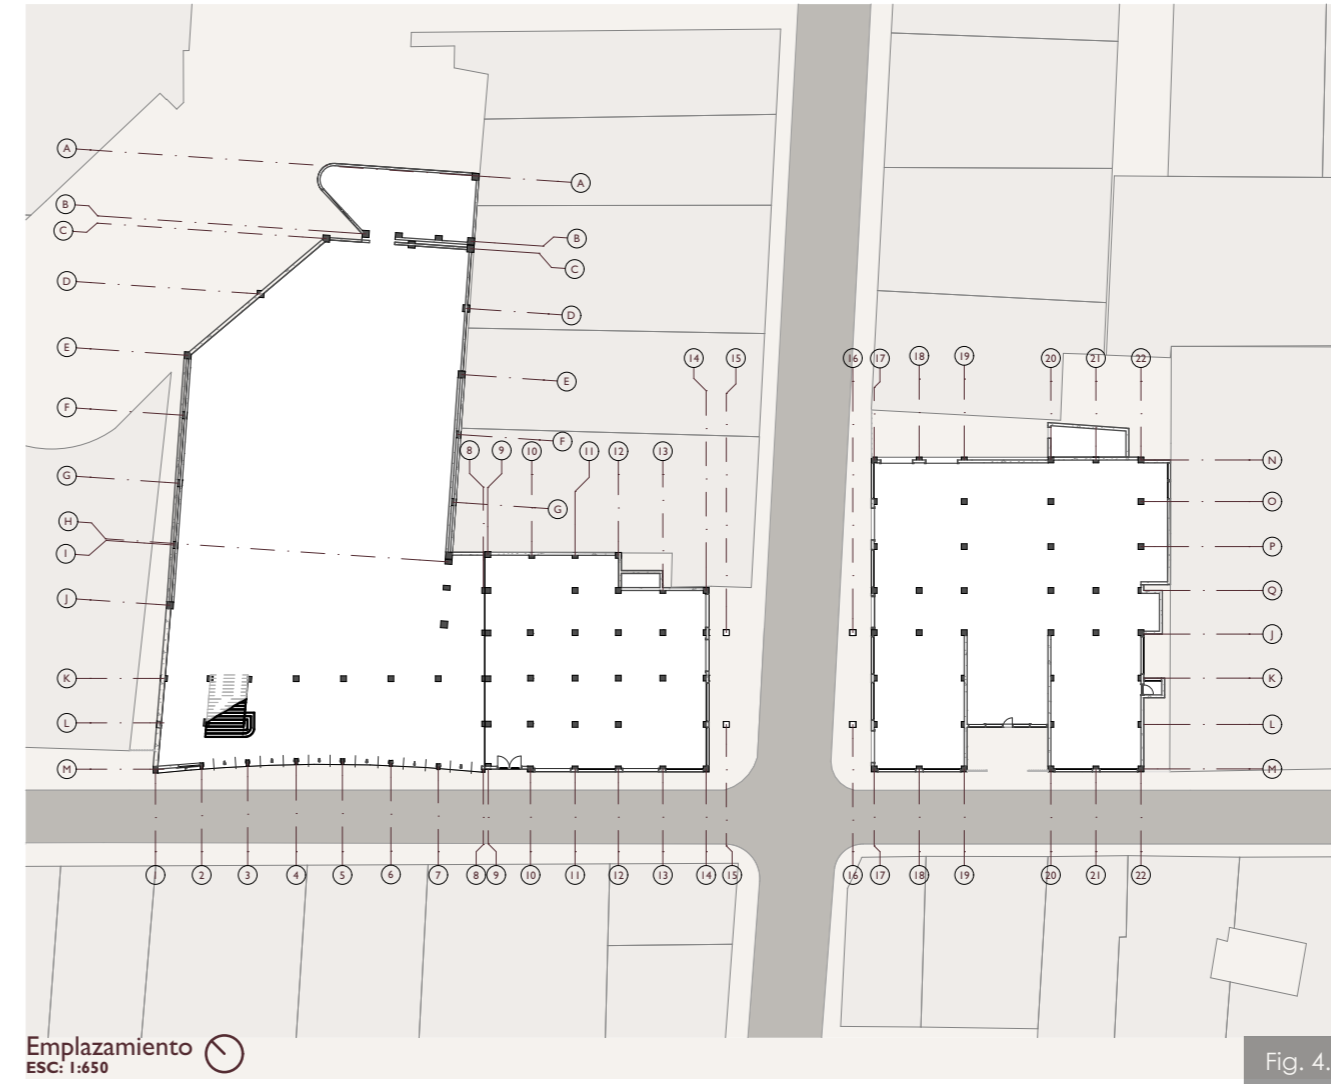 A
A
B
B
C
C
D
D
E
E
14 15
16 17 18 19 20 21 22
F
F
8 9 10 11 12 13
G
G
N
O
H
P
I
J
Q
J
K
K
L
L
M
M
1 2 3 4 5 6 7 8 9 10 11 12 13 14 15 16 17 18 19 20 21 22
Emplazamiento
ESC: 1:650
Fig. 4.